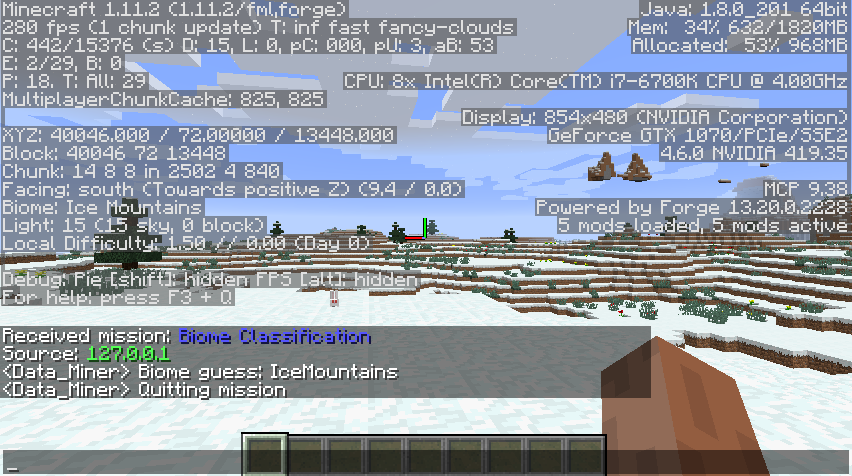 Minecraft 1.11.2 (1.11.2/fml,forge)
280 fps (1 chunk update) T: inf fast fancy-clouds
C: 442/15376 (s) D: 15, L: 0, pC: 000, pU: 3, aB: 53
E: 2/29, B: 0
P: 18. T: All: 29
MultiplayerChunkCache: 825, 825
XYZ: 40046.000 / 72.00000 / 13448.000
Block: 40046 72 13448
Chunk: 14 8 8 in 2502 4 840
Facing: south (Towards positive Z) (9.4 / 0.0)
Biome: Ice Mountains
Light: 15 (15 sky, 0 block)
Local Difficulty: 1.50 // 0.00 (Day 0)
Debug: Pie [shift]: hidden FPS [alt]: hidden
For help: press F3 + Q
Java: 1.8.0_201 64bit
Mem: 34% 632/1820MB
Allocated: 53% 968MB
CPU: 8x Intel(R) Core(TM) i7-6700K CPU @ 4.00GHz
Display: 854x480 (NVIDIA Corporation)
GeForce GTX 1070/PCIe/SSE2
4.6.0 NVIDIA 419.35
MCP 9.38
Powered by Forge 13.20.0.2228
5 mods loaded, 5 mods active
Received mission: Biome Classification
Source: 127.0.0.1
<Data_Miner> Biome guess: IceMountains
<Data_Miner> Quitting mission
_